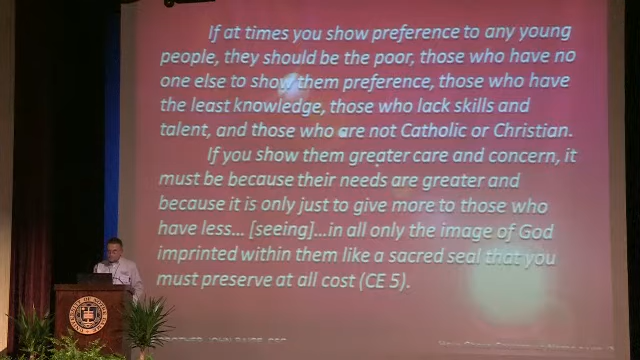 If at times you show preference to any young
people, they should be the poor, those who have no
one else to show them preference, those who have
the least knowledge, those who lack skills and
talent, and those who are not Catholic or Christian.
If you show them greater care and concern, it
must be because their needs are greater and
because it is only just to give more to those who
have less... [seeing]...in all only the image of God
imprinted within them like a sacred seal that you
must preserve at all cost (CE 5).